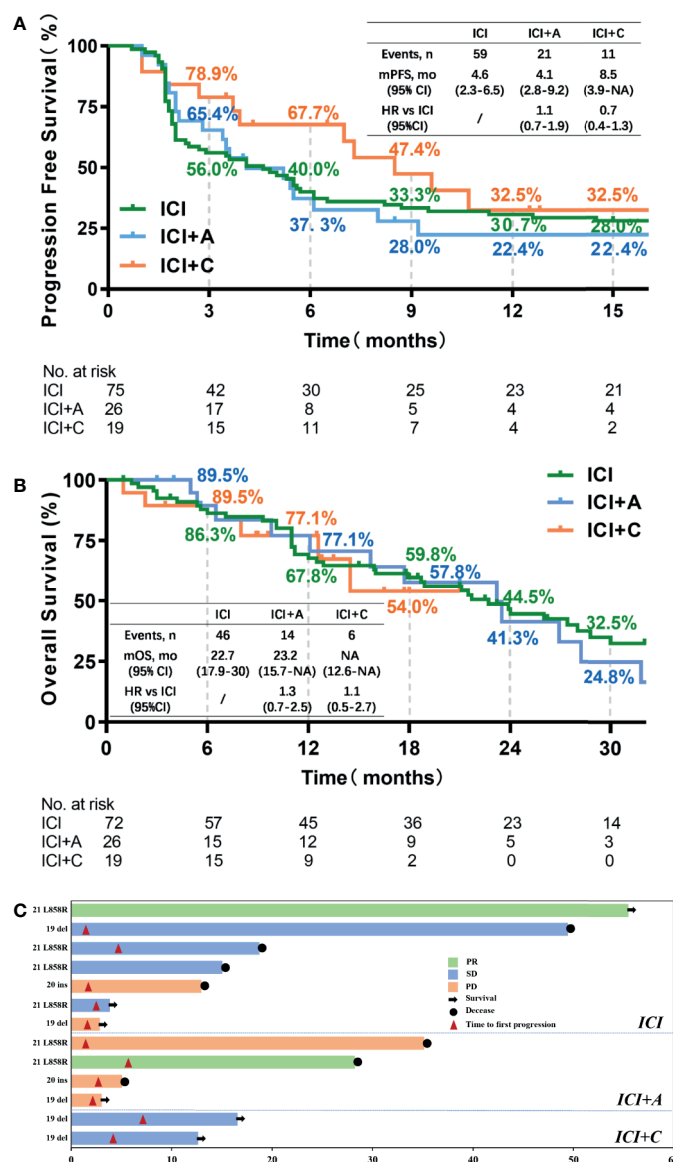 A
Progression Free Survival( %)
100
75
50
25
0
0 3 6 9 12 15
Time( months)
78.9%
65.4%
56.0%
67.7%
40.0%
37. 3%
47.4%
33.3%
28.0%
32.5%
30.7%
22.4%
32.5%
28.0%
22.4%
ICI
ICI+A
ICI+C
ICI ICI+A ICI+C
Events, n 59 21 11
mPFS, mo 4.6 4.1 8.5
(95% CI) (2.3-6.5) (2.8-9.2) (3.9-NA)
HR vs ICI / 1.1 0.7
(95%CI) (0.7-1.9) (0.4-1.3)
No. at risk
ICI 75 42 30 25 23 21
ICI+A 26 17 8 5 4 4
ICI+C 19 15 11 7 4 2
B
Overall Survival (%)
100
75
50
25
0
6 12 18 24 30
Time( months)
89.5%
89.5%
86.3%
77.1%
77.1%
67.8%
59.8%
57.8%
54.0%
44.5%
41.3%
32.5%
24.8%
ICI
ICI+A
ICI+C
ICI ICI+A ICI+C
Events, n 46 14 6
mOS, mo 22.7 23.2 NA
(95% CI) (17.9-30) (15.7-NA) (12.6-NA)
HR vs ICI / 1.3 1.1
(95%CI) (0.7-2.5) (0.5-2.7)
No. at risk
ICI 72 57 45 36 23 14
ICI+A 26 15 12 9 5 3
ICI+C 19 15 9 2 0 0
C
21 L858R
19 del
21 L858R
21 L858R
20 ins
21 L858R
19 del
21 L858R
21 L858R
20 ins
19 del
19 del
19 del
PR
SD
PD
Survival
Decease
Time to first progression
ICI
ICI+A
ICI+C
0 10 20 30 40 50